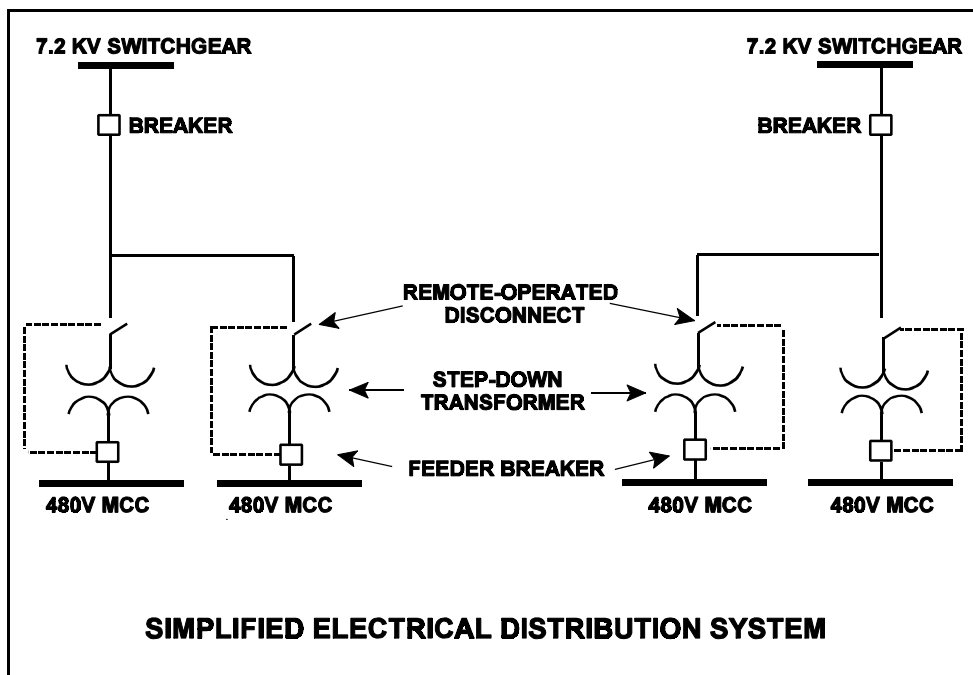 7.2 KV SWITCHGEAR
7.2 KV SWITCHGEAR
BREAKER
BREAKER
REMOTE-OPERATED
DISCONNECT
STEP-DOWN
TRANSFORMER
FEEDER BREAKER
480V MCC
480V MCC
480V MCC
480V MCC
SIMPLIFIED ELECTRICAL DISTRIBUTION SYSTEM